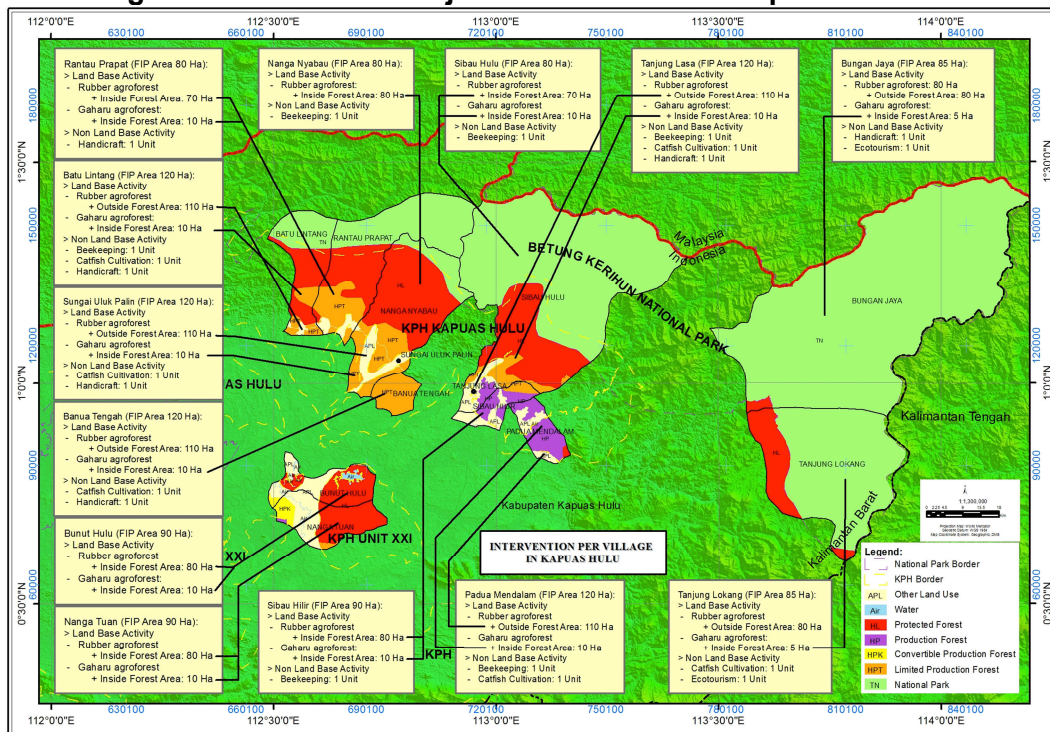 112°0'0"E
112°30'0"E
113°0'0"E
113°30'0"E
114°0'0"E
630100
660100
690100
720100
750100
780100
810100
840100
180000
150000
120000
90000
60000
1°30'0"N
1°0'0"N
0°30'0"N
Rantau Prapat (FIP Area 80 Ha):
> Land Base Activity
- Rubber agroforest
+ Inside Forest Area: 70 Ha
- Gaharu agroforest:
+ Inside Forest Area: 10 Ha
> Non Land Base Activity
- Handicraft: 1 Unit
Nanga Nyabau (FIP Area 80 Ha):
> Land Base Activity
- Rubber agroforest:
+ Inside Forest Area: 80 Ha
> Non Land Base Activity
- Beekeeping: 1 Unit
Sibau Hulu (FIP Area 80 Ha):
> Land Base Activity
- Rubber agroforest
+ Inside Forest Area: 70 Ha
- Gaharu agroforest:
+ Inside Forest Area: 10 Ha
> Non Land Base Activity
- Beekeeping: 1 Unit
Tanjung Lasa (FIP Area 120 Ha):
> Land Base Activity
- Rubber agroforest
+ Outside Forest Area: 110 Ha
- Gaharu agroforest:
+ Inside Forest Area: 10 Ha
> Non Land Base Activity
- Beekeeping: 1 Unit
- Catfish Cultivation: 1 Unit
- Handicraft: 1 Unit
Bungan Jaya (FIP Area 85 Ha):
> Land Base Activity
- Rubber: 80 Ha
+ Outside Forest Area: 80 Ha
- Gaharu agroforest:
+ Inside Forest Area: 5 Ha
> Non Land Base Activity
- Handicraft: 1 Unit
- Ecotourism: 1 Unit
Batu Lintang (FIP Area 120 Ha):
> Land Base Activity
- Rubber agroforest
+ Outside Forest Area: 110 Ha
- Gaharu agroforest:
+ Inside Forest Area: 10 Ha
> Non Land Base Activity
- Beekeeping: 1 Unit
- Catfish Cultivation: 1 Unit
- Handicraft: 1 Unit
Sungai Uluk Palin (FIP Area 120 Ha):
> Land Base Activity
- Rubber agroforest
+ Outside Forest Area: 110 Ha
- Gaharu agroforest
+ Inside Forest Area: 10 Ha
> Non Land Base Activity
- Catfish Cultivation: 1 Unit
- Handicraft: 1 Unit
Banua Tengah (FIP Area 120 Ha):
> Land Base Activity
- Rubber agroforest
+ Outside Forest Area: 110 Ha
- Gaharu agroforest
+ Inside Forest Area: 10 Ha
> Non Land Base Activity
- Catfish Cultivation: 1 Unit
- Handicraft: 1 Unit
Bunut Hulu (FIP Area 90 Ha):
> Land Base Activity
- Rubber agroforest
+ Inside Forest Area: 80 Ha
- Gaharu agroforest:
+ Inside Forest Area: 10 Ha
Nanga Tuan (FIP Area 90 Ha):
> Land Base Activity
- Rubber agroforest
+ Inside Forest Area: 80 Ha
- Gaharu agroforest:
+ Inside Forest Area: 10 Ha
Sibau Hilir (FIP Area 90 Ha):
> Land Base Activity
- Rubber agroforest
+ Inside Forest Area: 80 Ha
- Gaharu agroforest:
+ Inside Forest Area: 10 Ha
> Non Land Base Activity
- Beekeeping: 1 Unit
Padua Mendalam (FIP Area 120 Ha):
> Land Base Activity
- Rubber agroforest
+ Outside Forest Area: 110 Ha
- Gaharu agroforest:
+ Inside Forest Area: 10 Ha
> Non Land Base Activity
- Beekeeping: 1 Unit
- Catfish Cultivation: 1 Unit
Tanjung Lokang (FIP Area 85 Ha):
> Land Base Activity
- Rubber agroforest
+ Outside Forest Area: 80 Ha
- Gaharu agroforest:
+ Inside Forest Area: 5 Ha
> Non Land Base Activity
- Catfish Cultivation: 1 Unit
- Ecotourism: 1 Unit
BATU LINTANG
TN
RANTAU PRAPAT
HL
HPT
NANGA NYABAU
KPH KAPUAS HULU
APL
SUNGAI ULUK PALIN
BANUA TENGAH
AS HULU
SIBAU HULU
BETUNG KERIHUN NATIONAL PARK
Malaysia
Indonesia
TANJUNG LASA
SIBAU HILIR
HP
PADUA MENDALAM
BUNGAN JAYA
TN
HL
TANJUNG LOKANG
Kalimantan Tengah
Kalimantan Barat
Kabupaten Kapuas Hulu
BUNUT HULU
HPK
NANGA TUAN
KPH UNIT XXI
XXI
KPH
INTERVENTION PER VILLAGE
IN KAPUAS HULU
1:1,300,000
Legend:
National Park Border
KPH Border
APL Other Land Use
Air Water
HL Protected Forest
HP Production Forest
HPK Convertible Production Forest
HPT Limited Production Forest
TN National Park
112°0'0"E
112°30'0"E
113°0'0"E
113°30'0"E
114°0'0"E
630100
660100
690100
720100
750100
780100
810100
840100